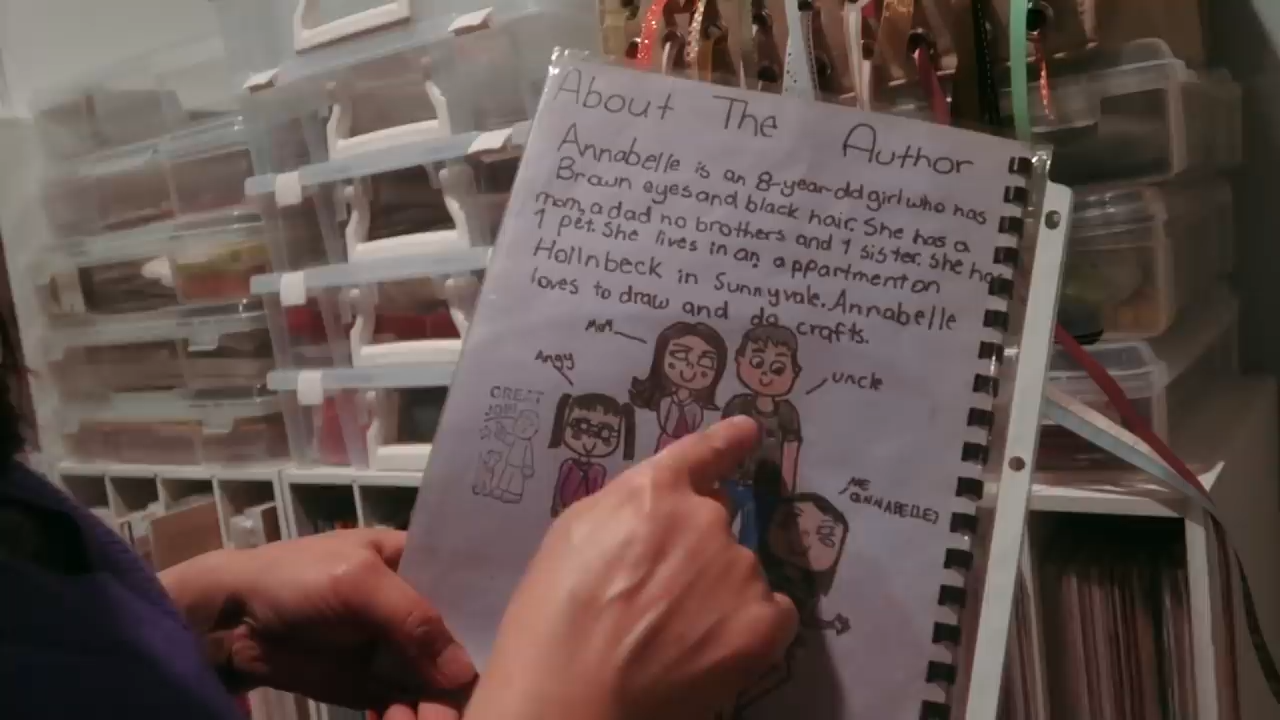 About The Author
Annabelle is an 8-year-old girl who has
Brown eyes and black hair. She has a
mom, a dad no brothers and 1 sister. she has
1 pet. She lives in an appartment on
Hollnbeck in Sunnyvale. Annabelle
loves to draw and do crafts.
MOM
Angy
uncle
GREAT
JOB!
ME
(ANNABELLE)